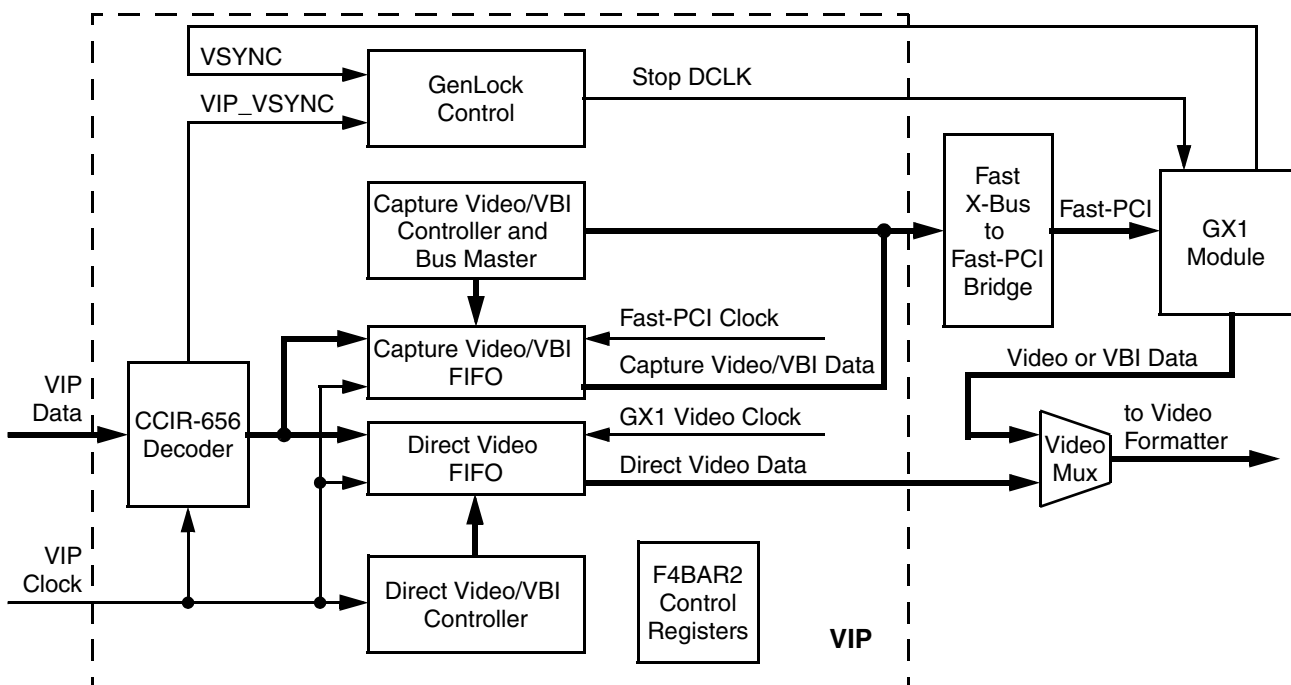 VSYNC
VIP_VSYNC
GenLock
Control
Stop DCLK
Capture Video/VBI
Controller and
Bus Master
Fast
X-Bus
to
Fast-PCI
Bridge
Fast-PCI
GX1
Module
Fast-PCI Clock
Capture Video/VBI
FIFO
Capture Video/VBI Data
Video or VBI Data
VIP
Data
CCIR-656
Decoder
GX1 Video Clock
Direct Video
FIFO
Direct Video Data
Video
Mux
to Video
Formatter
VIP
Clock
Direct Video/VBI
Controller
F4BAR2
Control
Registers
VIP